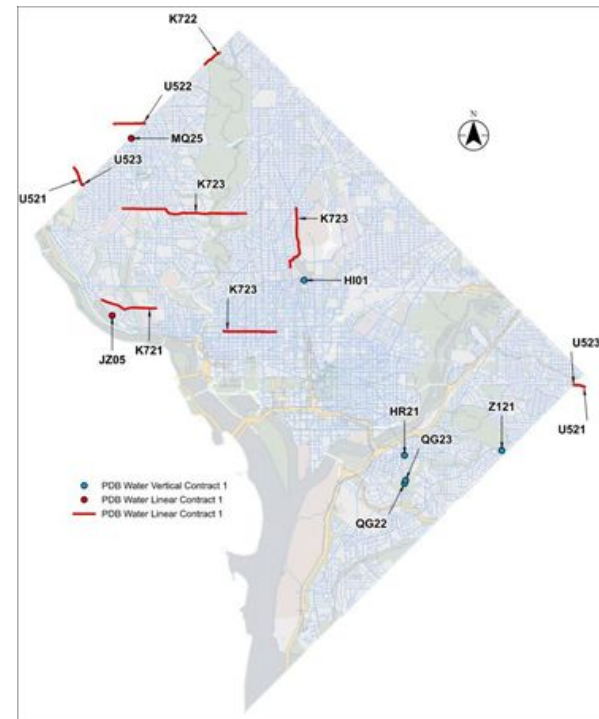 K722
N
U522
MQ25
U523
U521
K723
K723
HI01
K723
JZ05
K721
U523
U521
HR21
Z121
QG23
QG22
PDB Water Vertical Contract 1
PDB Water Linear Contract 1
PDB Water Linear Contract 1